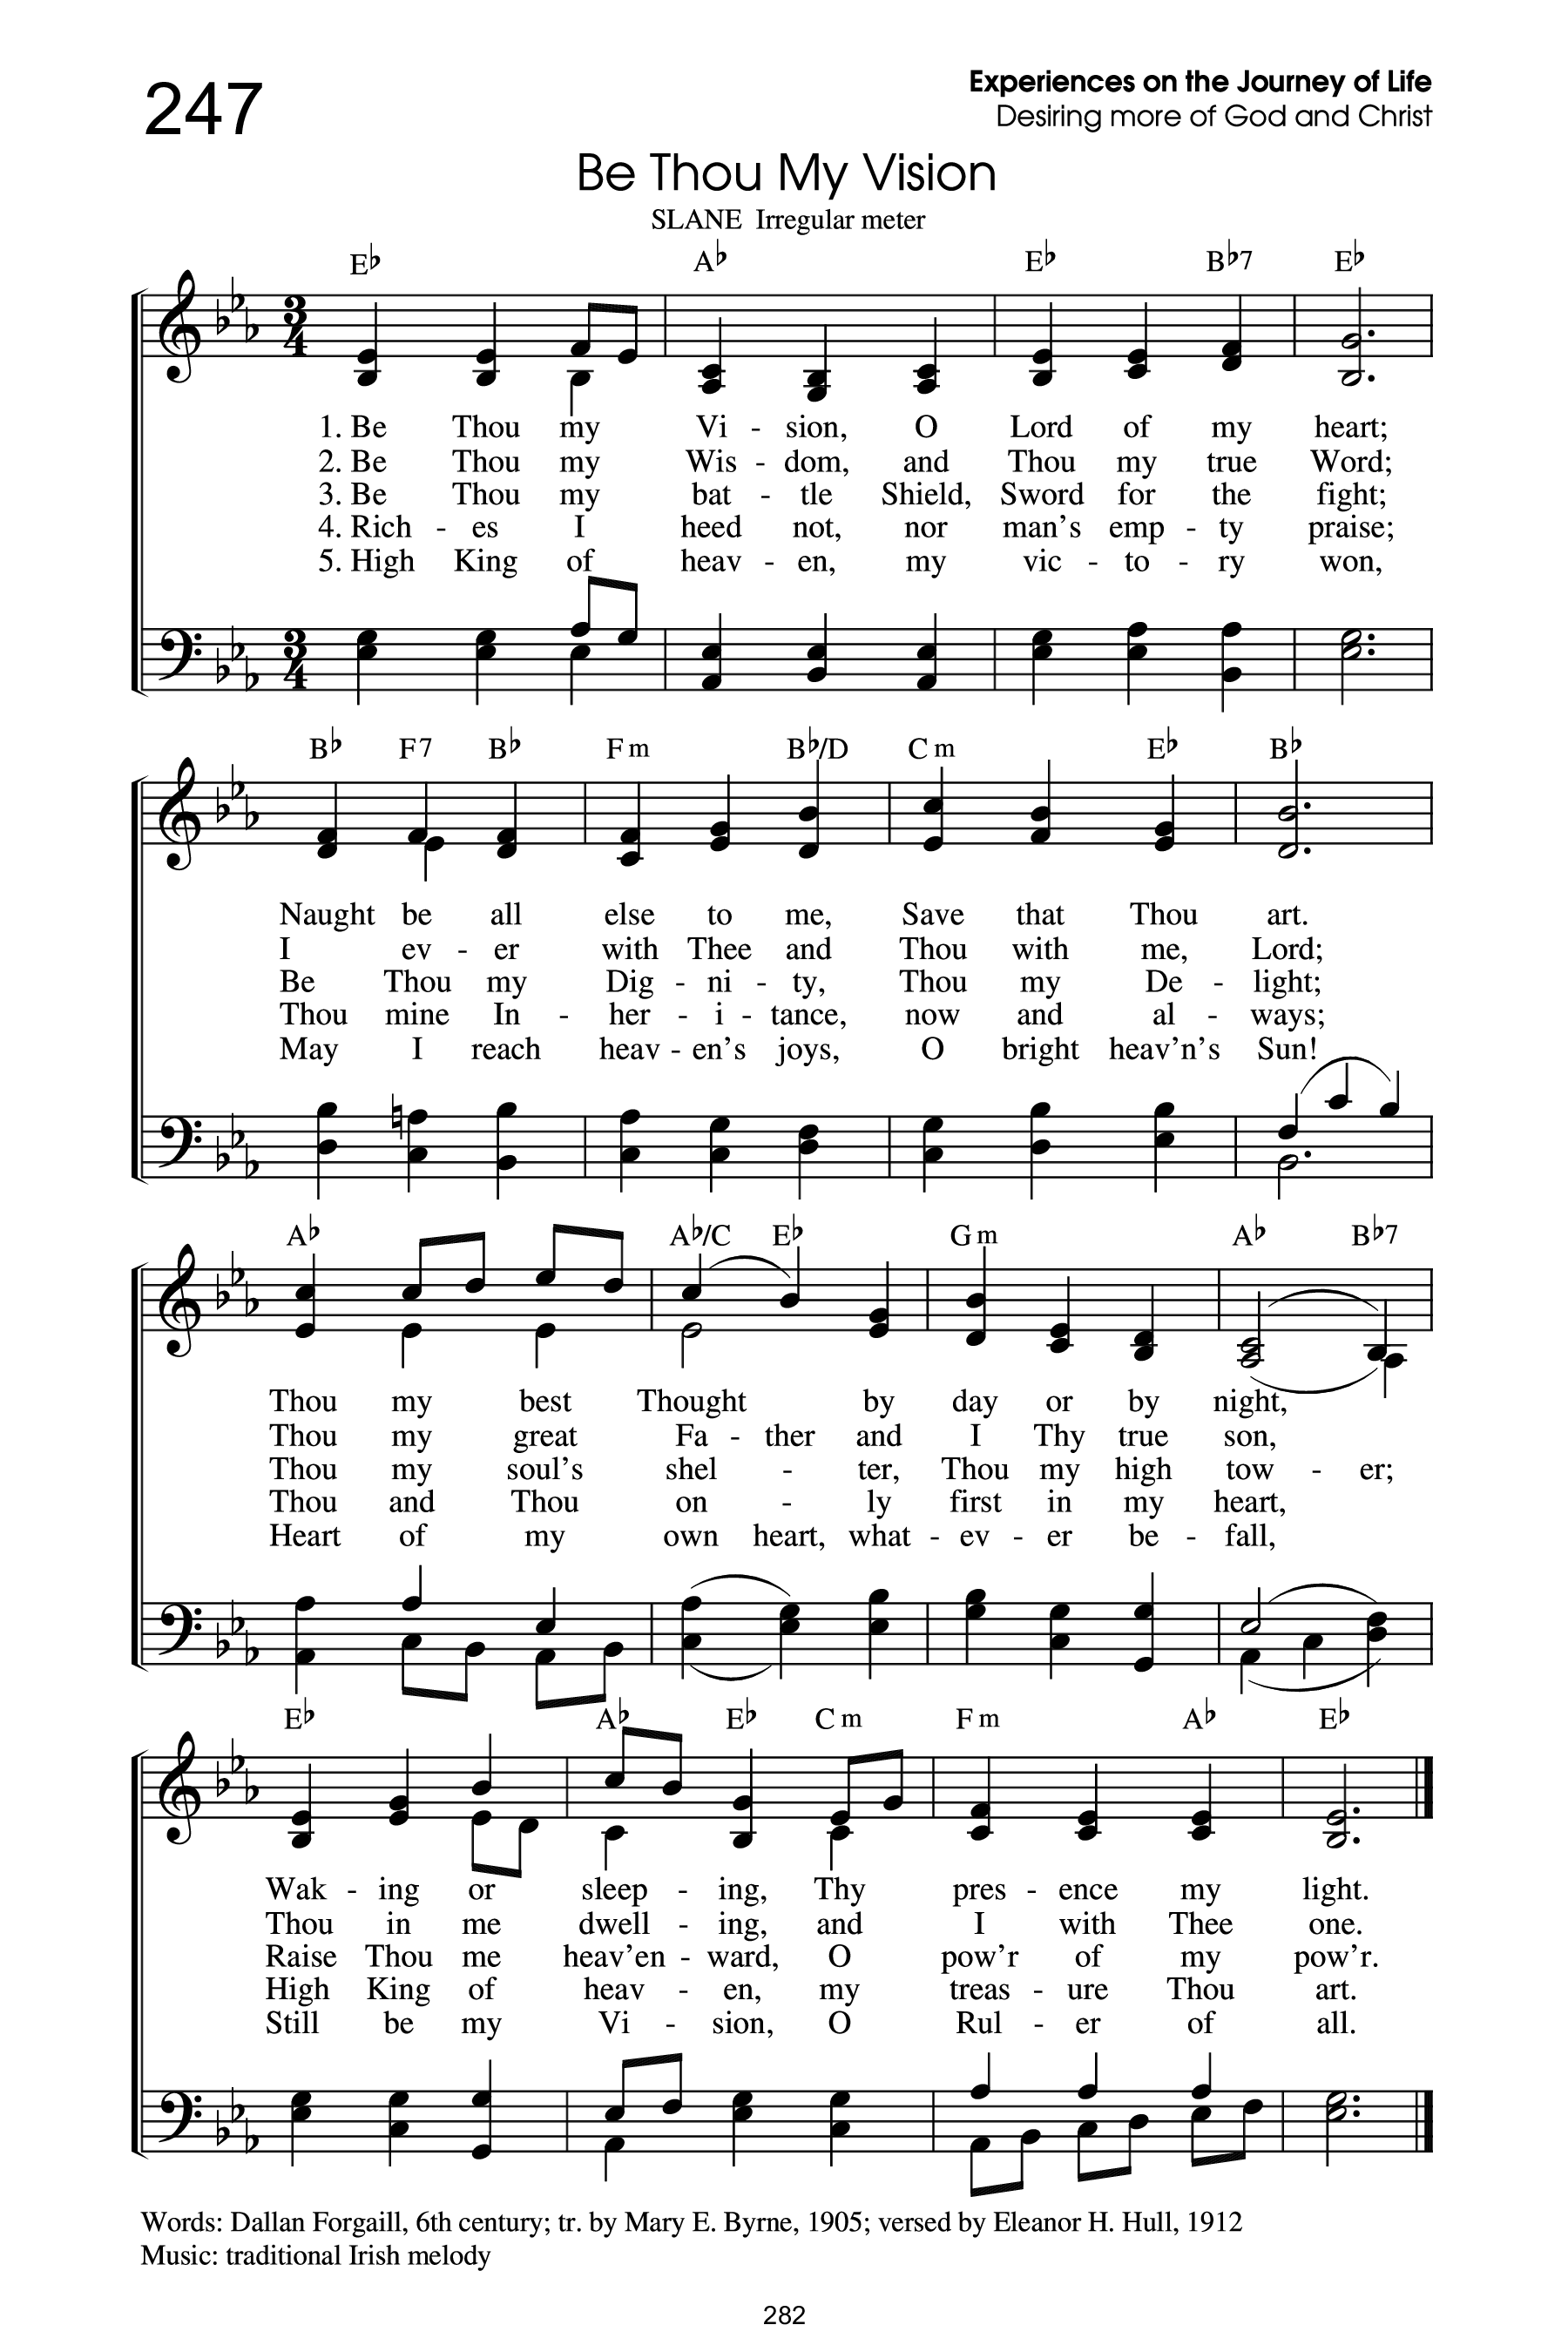 247
Experiences on the Journey of Life
Desiring more of God and Christ
Be Thou My Vision
SLANE Irregular meter
E♭ A♭ E♭ B♭7 E♭
3/4
1. Be Thou my Vi - sion, O Lord of my heart;
2. Be Thou my Wis - dom, and Thou my true Word;
3. Be Thou my bat - tle Shield, Sword for the fight;
4. Rich - es I heed not, nor man's emp - ty praise;
5. High King of heav - en, my vic - to - ry won,
3/4
B♭ F7 B♭ Fm B♭/D Cm E♭ B♭
Naught be all else to me, Save that Thou art.
I ev - er with Thee and Thou with me, Lord;
Be Thou my Dig - ni - ty, Thou my De - light;
Thou mine In - her - i - tance, now and al - ways;
May I reach heav - en's joys, O bright heav'n's Sun!
A♭ A♭/C E♭ Gm A♭ B♭7
Thou my best Thought by day or by night,
Thou my great Fa - ther and I Thy true son,
Thou my soul's shel - ter, Thou my high tow - er;
Thou and Thou on - ly first in my heart,
Heart of my own heart, what - ev - er be - fall,
E♭ A♭ E♭ Cm Fm A♭ E♭
Wak - ing or sleep - ing, Thy pres - ence my light.
Thou in me dwell - ing, and I with Thee one.
Raise Thou me heav'en - ward, O pow'r of my pow'r.
High King of heav - en, my treas - ure Thou art.
Still be my Vi - sion, O Rul - er of all.
Words: Dallan Forgaill, 6th century; tr. by Mary E. Byrne, 1905; versed by Eleanor H. Hull, 1912
Music: traditional Irish melody
282